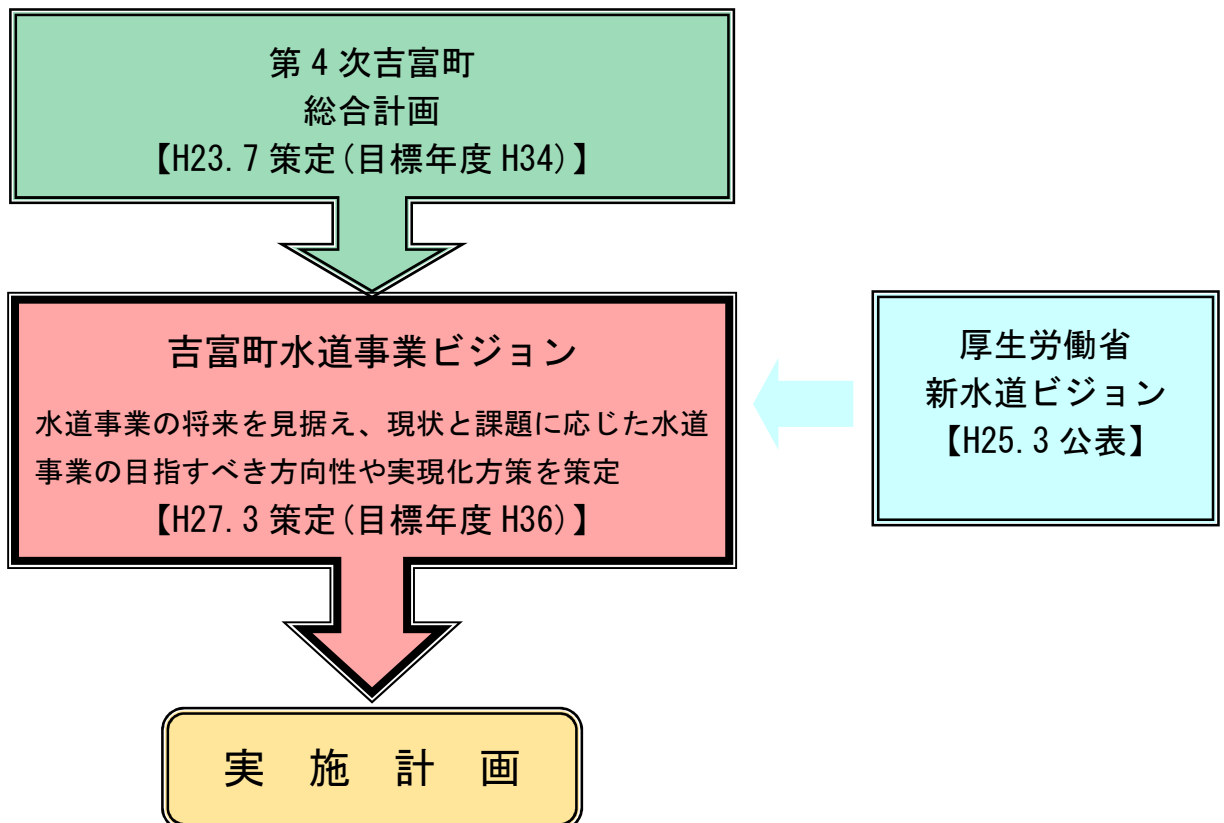 第4次吉富町
総合計画
【H23.7 策定(目標年度 H34)】
吉富町水道事業ビジョン
水道事業の将来を見据え、現状と課題に応じた水道
事業の目指すべき方向性や実現化方策を策定
【H27.3 策定(目標年度 H36)】
厚生労働省
新水道ビジョン
【H25.3 公表】
実 施 計 画